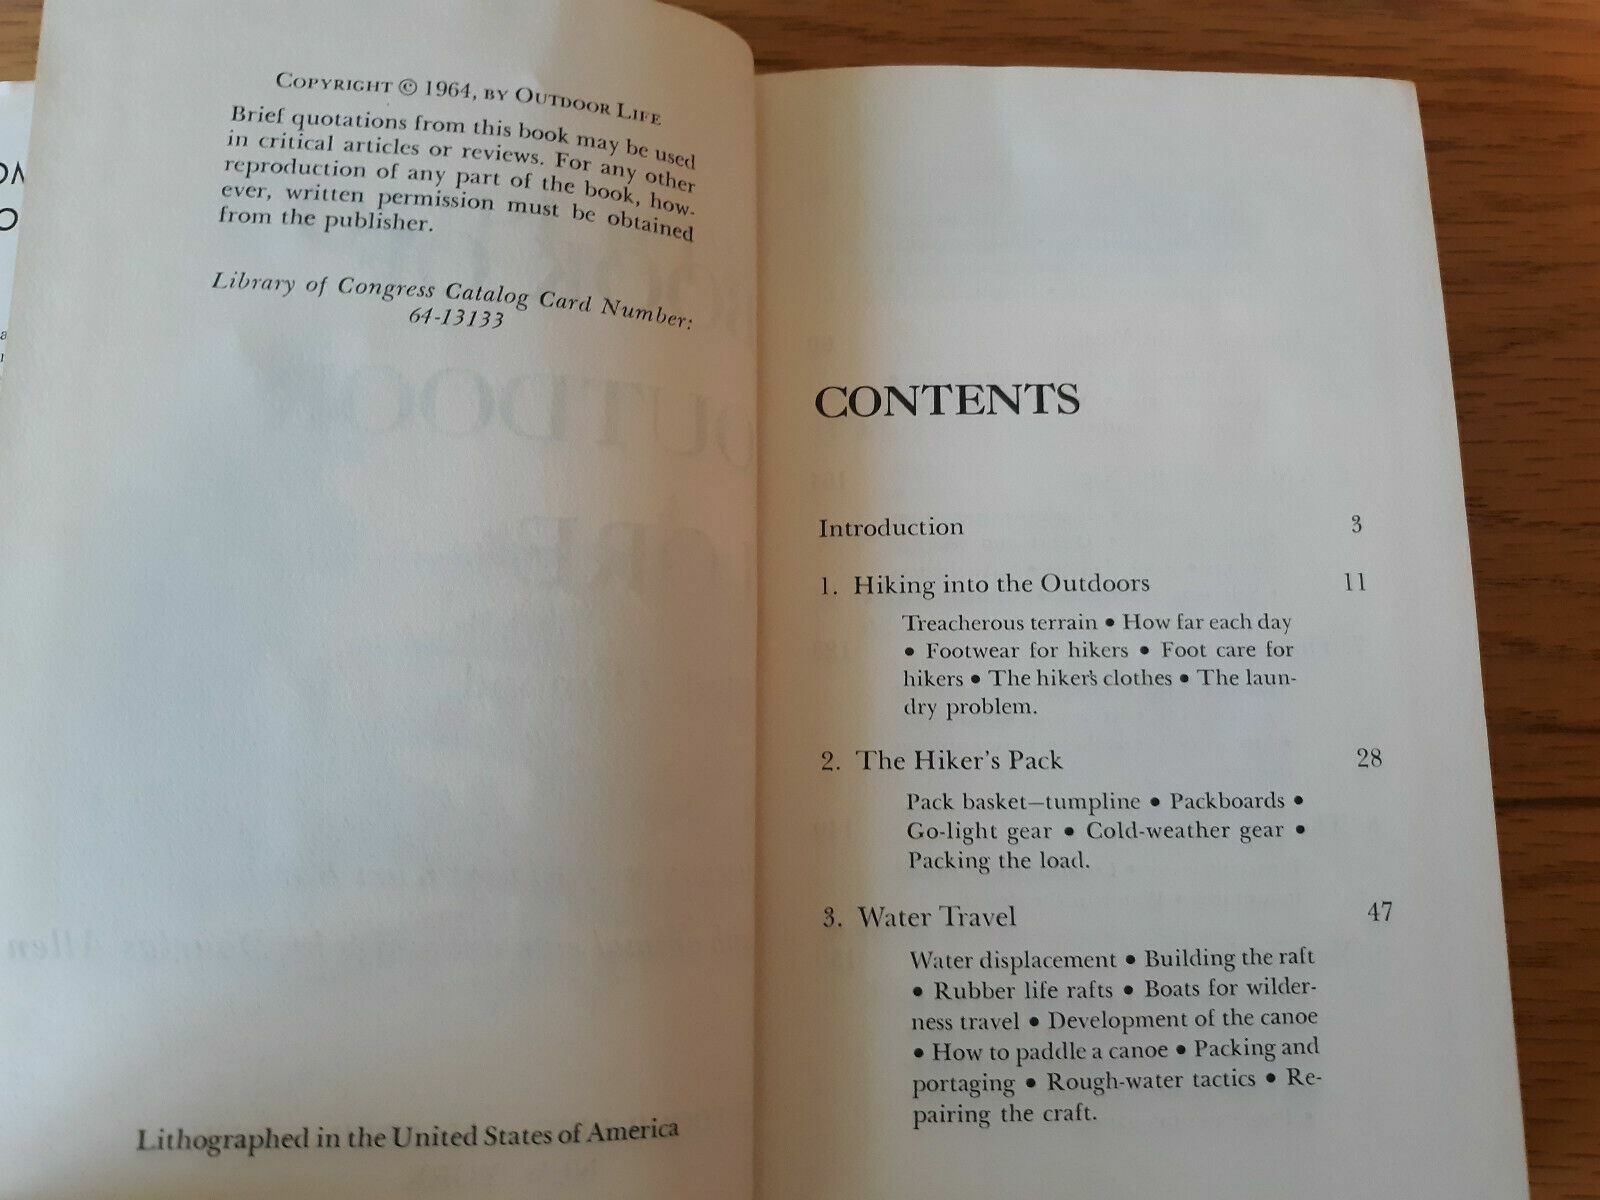 COPYRIGHT © 1964, BY OUTDOOR LIFE
Brief quotations from this book may be used
in critical articles or reviews. For any other
reproduction of any part of the book, how-
ever, written permission must be obtained
from the publisher.
Library of Congress Catalog Card Number:
64-13133
Lithographed in the United States of America
CONTENTS
Introduction 3
1. Hiking into the Outdoors 11
Treacherous terrain • How far each day
• Footwear for hikers • Foot care for
hikers • The hiker's clothes • The laun-
dry problem.
2. The Hiker's Pack 28
Pack basket—tumpline • Packboards •
Go-light gear • Cold-weather gear •
Packing the load.
3. Water Travel 47
Water displacement • Building the raft
• Rubber life rafts • Boats for wilder-
ness travel • Development of the canoe
• How to paddle a canoe • Packing and
portaging • Rough-water tactics • Re-
pairing the craft.